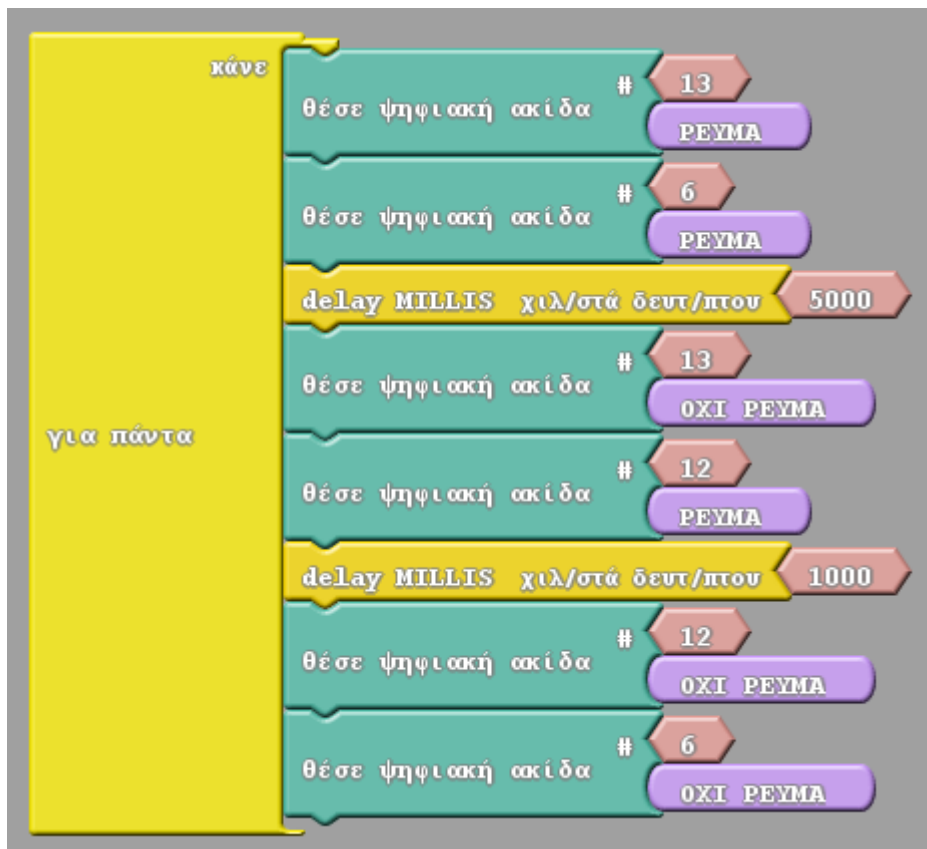 κάνε
θέσε ψηφιακή ακίδα # 13
ΡΕΥΜΑ
θέσε ψηφιακή ακίδα # 6
ΡΕΥΜΑ
delay MILLIS χιλ/στά δευτ/πτου 5000
θέσε ψηφιακή ακίδα # 13
ΟΧΙ ΡΕΥΜΑ
για πάντα
θέσε ψηφιακή ακίδα # 12
ΡΕΥΜΑ
delay MILLIS χιλ/στά δευτ/πτου 1000
θέσε ψηφιακή ακίδα # 12
ΟΧΙ ΡΕΥΜΑ
θέσε ψηφιακή ακίδα # 6
ΟΧΙ ΡΕΥΜΑ